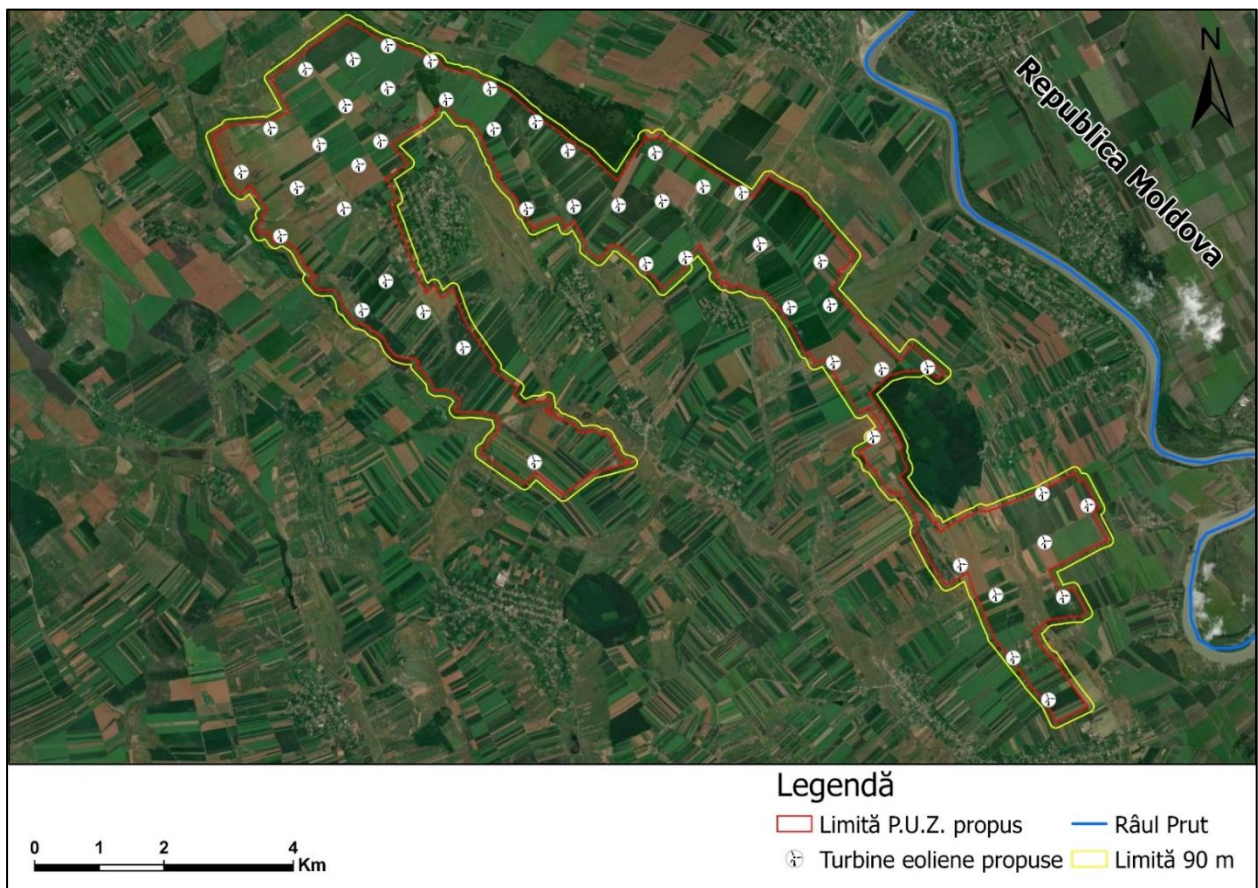 N
Republica Moldova
Legendă
Limită P.U.Z. propus
Râul Prut
Turbine eoliene propuse
Limită 90 m
0 1 2 4
Km